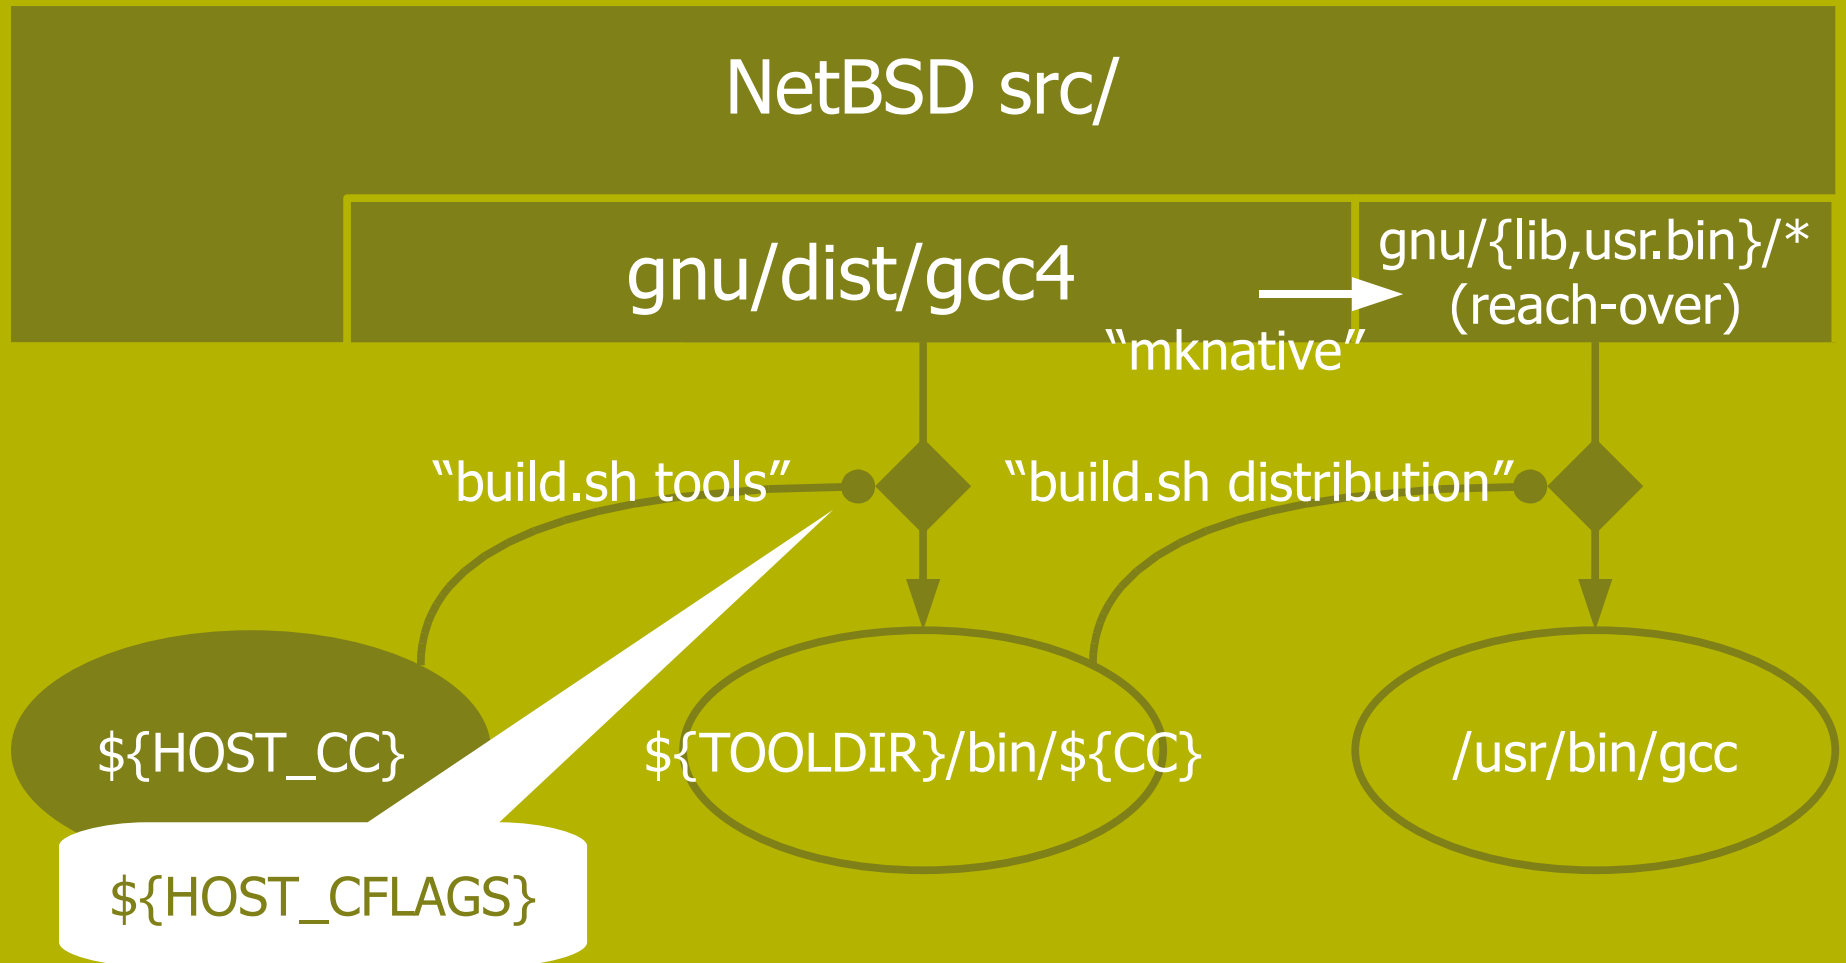 NetBSD src/
gnu/dist/gcc4
gnu/{lib,usr.bin}/*
(reach-over)
“mknative”
“build.sh tools”
“build.sh distribution”
${HOST_CC}
${TOOLDIR}/bin/${CC}
/usr/bin/gcc
${HOST_CFLAGS}